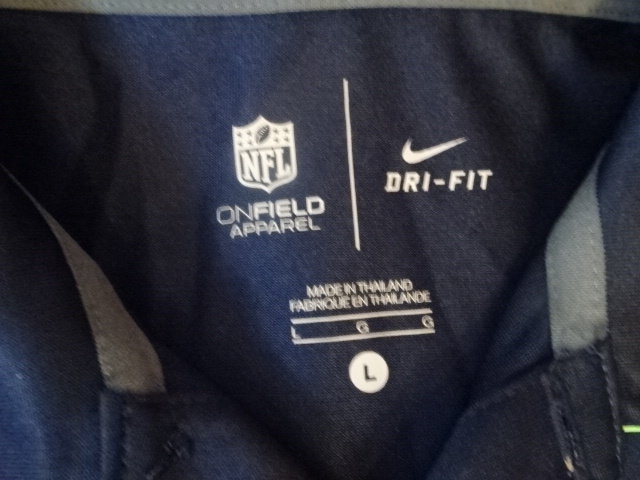 NFL
ONFIELD
APPAREL
DRI-FIT
MADE IN THAILAND
FABRIQUE EN THAILANDE
L G G
L